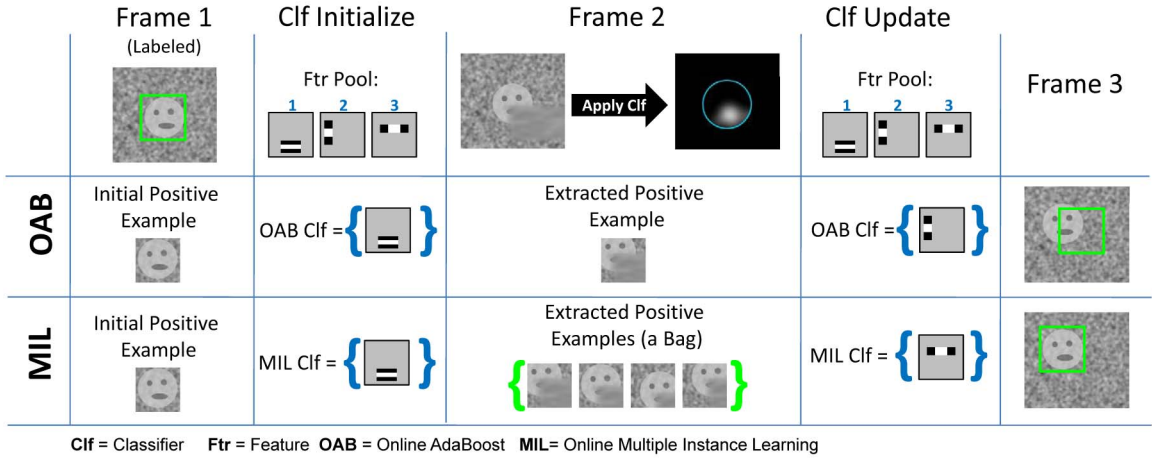 Frame 1
(Labeled)
Clf Initialize
Ftr Pool:
1 2 3
Frame 2
Apply Clf
Clf Update
Ftr Pool:
1 2 3
Frame 3
OAB
Initial Positive
Example
OAB Clf = { }
Extracted Positive
Example
OAB Clf = { }
MIL
Initial Positive
Example
MIL Clf = { }
Extracted Positive
Examples (a Bag)
{ }
MIL Clf = { }
Clf = Classifier Ftr = Feature OAB = Online AdaBoost MIL= Online Multiple Instance Learning